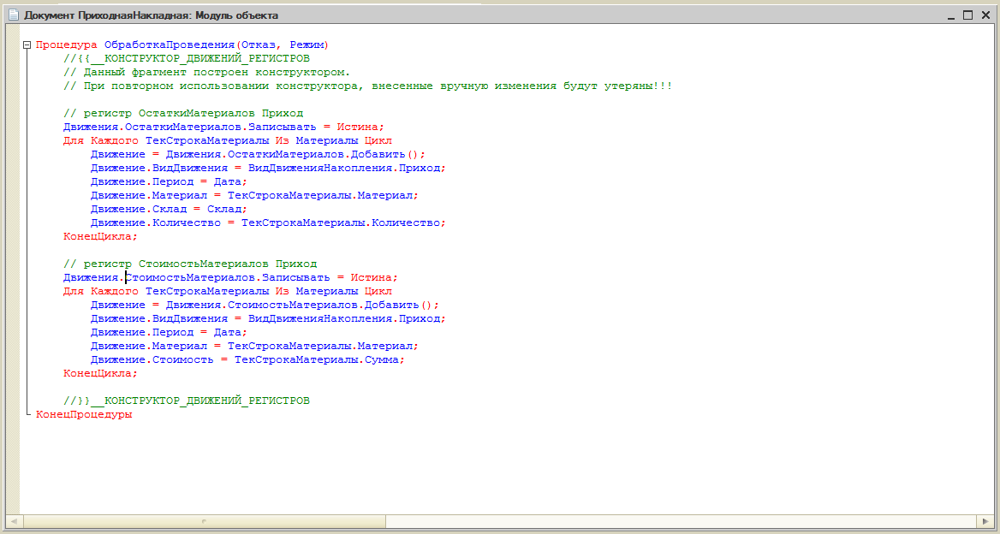 Документ ПриходнаяНакладная: Модуль объекта
Процедура ОбработкаПроведения(Отказ, Режим)
//{{__КОНСТРУКТОР_ДВИЖЕНИЙ_РЕГИСТРОВ
// Данный фрагмент построен конструктором.
// При повторном использовании конструктора, внесенные вручную изменения будут утеряны!!!
// регистр ОстаткиМатериалов Приход
Движения.ОстаткиМатериалов.Записывать = Истина;
Для Каждого ТекСтрокаМатериалы Из Материалы Цикл
Движение = Движения.ОстаткиМатериалов.Добавить();
Движение.ВидДвижения = ВидДвиженияНакопления.Приход;
Движение.Период = Дата;
Движение.Материал = ТекСтрокаМатериалы.Материал;
Движение.Склад = Склад;
Движение.Количество = ТекСтрокаМатериалы.Количество;
КонецЦикла;
// регистр СтоимостьМатериалов Приход
Движения.СтоимостьМатериалов.Записывать = Истина;
Для Каждого ТекСтрокаМатериалы Из Материалы Цикл
Движение = Движения.СтоимостьМатериалов.Добавить();
Движение.ВидДвижения = ВидДвиженияНакопления.Приход;
Движение.Период = Дата;
Движение.Материал = ТекСтрокаМатериалы.Материал;
Движение.Стоимость = ТекСтрокаМатериалы.Сумма;
КонецЦикла;
//}}__КОНСТРУКТОР_ДВИЖЕНИЙ_РЕГИСТРОВ
КонецПроцедуры